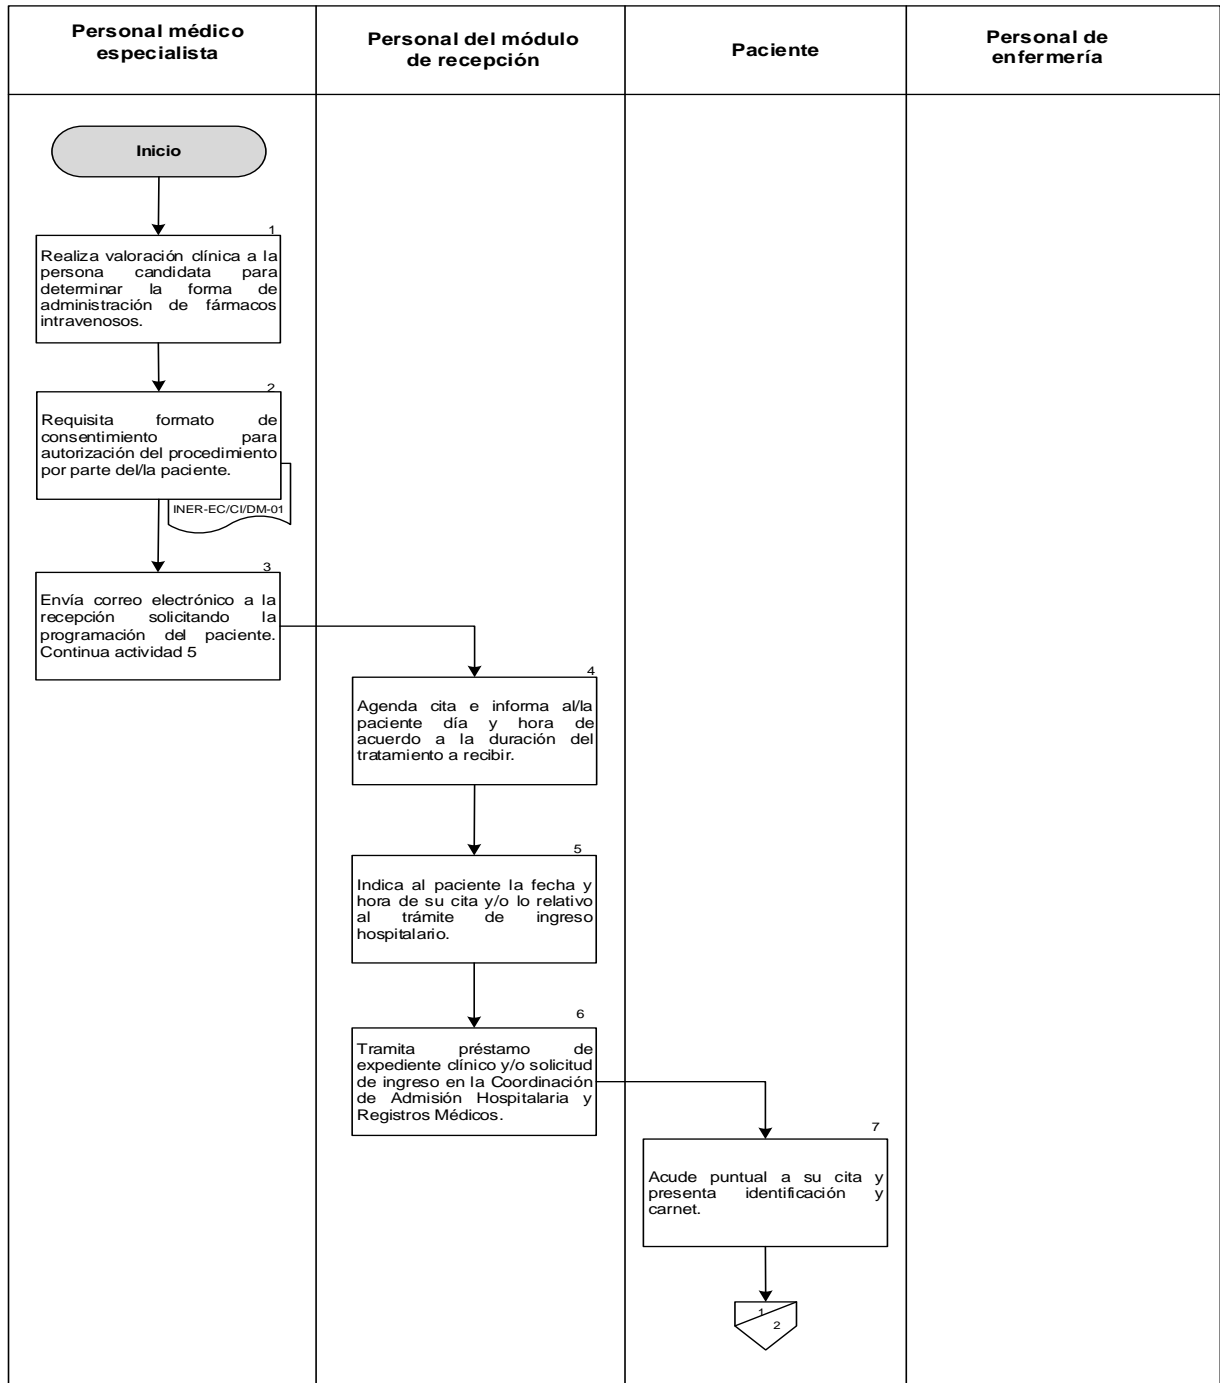 Personal médico
especialista
Personal del módulo
de recepción
Paciente
Personal de
enfermería
Inicio
1
Realiza valoración clínica a la
persona candidata para
determinar la forma de
administración de fármacos
intravenosos.
2
Requisita formato de
consentimiento para
autorización del procedimiento
por parte del/la paciente.
INER-EC/CI/DM-01
3
Envía correo electrónico a la
recepción solicitando la
programación del paciente.
Continua actividad 5
4
Agenda cita e informa al/la
paciente día y hora de
acuerdo a la duración del
tratamiento a recibir.
5
Indica al paciente la fecha y
hora de su cita y/o lo relativo
al trámite de ingreso
hospitalario.
6
Tramita préstamo de
expediente clínico y/o solicitud
de ingreso en la Coordinación
de Admisión Hospitalaria y
Registros Médicos.
7
Acude puntual a su cita y
presenta identificación y
carnet.
1
2